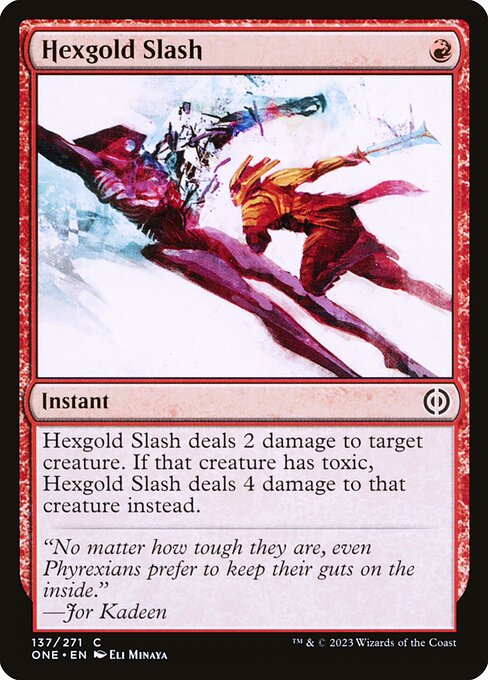 Hexgold Slash
Instant
Hexgold Slash deals 2 damage to target
creature. If that creature has toxic,
Hexgold Slash deals 4 damage to that
creature instead.
“No matter how tough they are, even
Phyrexians prefer to keep their guts on the
inside.”
—Jor Kadeen
137/271 C
ONE • EN Eli Minaya
™ & © 2023 Wizards of the Coast